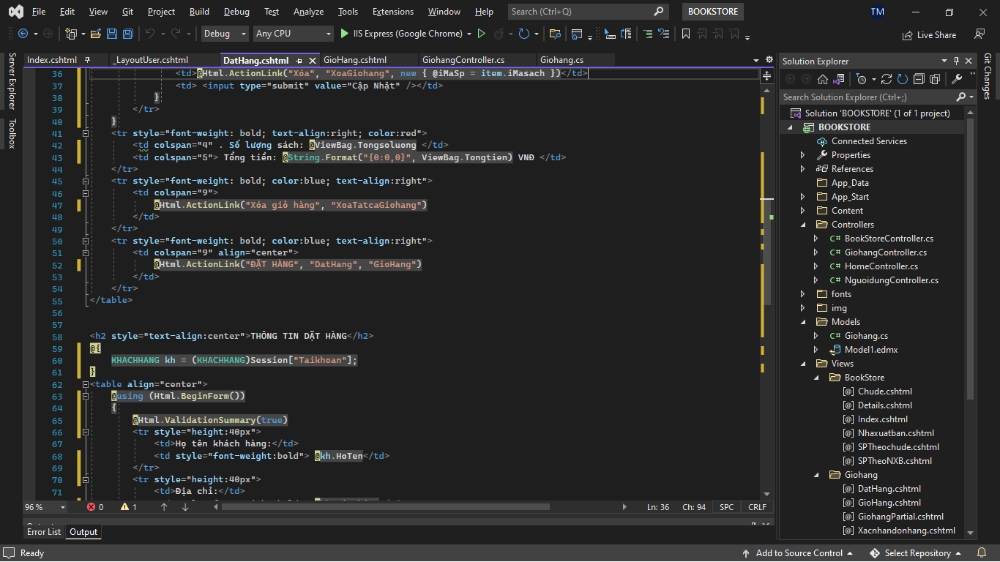 File Edit View Git Project Build Debug Test Analyze Tools Extensions Window Help Search (Ctrl+Q) BOOKSTORE TM
Debug Any CPU IIS Express (Google Chrome) Live Share
Server Explorer
Toolbox
Index.cshtml _LayoutUser.cshtml DatHang.cshtml GioHang.cshtml GiohangController.cs Giohang.cs
36 <td>@Html.ActionLink("Xóa", "XoaGiohang", new { @iMaSp = item.iMasach })</td>
37 <td> <input type="submit" value="Cập Nhật" /></td>
38 }
39 </tr>
40 }
41 <tr style="font-weight: bold; text-align:right; color:red">
42 <td colspan="4" . Số lượng sách: @ViewBag.Tongsoluong </td>
43 <td colspan="5"> Tổng tiền: @String.Format("{0:0,0}", ViewBag.Tongtien) VNĐ </td>
44 </tr>
45 <tr style="font-weight: bold; color:blue; text-align:right">
46 <td colspan="9">
47 @Html.ActionLink("Xóa giỏ hàng", "XoaTatcaGiohang")
48 </td>
49 </tr>
50 <tr style="font-weight: bold; color:blue; text-align:right">
51 <td colspan="9" align="center">
52 @Html.ActionLink("ĐẶT HÀNG", "DatHang", "GioHang")
53 </td>
54 </tr>
55 </table>
56
57
58 <h2 style="text-align:center">THÔNG TIN DẶT HÀNG</h2>
59 @{
60 KHACHHANG kh = (KHACHHANG)Session["Taikhoan"];
61 }
62 <table align="center">
63 @using (Html.BeginForm())
64 {
65 @Html.ValidationSummary(true)
66 <tr style="height:40px">
67 <td>Họ tên khách hàng:</td>
68 <td style="font-weight:bold"> @kh.HoTen</td>
69 </tr>
70 <tr style="height:40px">
71 <td>Địa chỉ:</td>
96 % 0 1 Ln: 36 Ch: 94 SPC CRLF
Error List Output
Solution Explorer
Search Solution Explorer (Ctrl+;)
Solution 'BOOKSTORE' (1 of 1 project)
BOOKSTORE
Connected Services
Properties
References
App_Data
App_Start
Content
Controllers
C# BookStoreController.cs
C# GiohangController.cs
C# HomeController.cs
C# NguoidungController.cs
fonts
img
Models
C# Giohang.cs
Model1.edmx
Views
BookStore
[@] Chude.cshtml
[@] Details.cshtml
[@] Index.cshtml
[@] Nhaxuatban.cshtml
[@] SPTheochude.cshtml
[@] SPTheoNXB.cshtml
Giohang
[@] DatHang.cshtml
[@] GioHang.cshtml
[@] GiohangPartial.cshtml
[@] Xacnhandonhang.cshtml
Git Changes
Ready Add to Source Control Select Repository